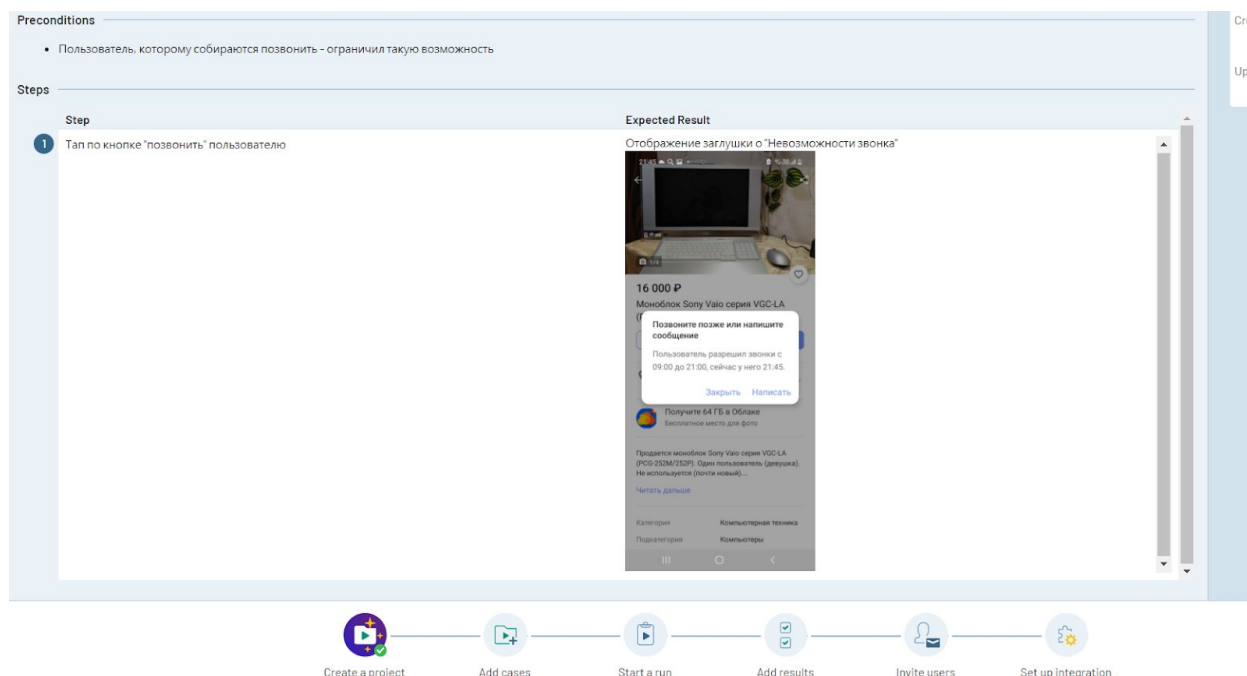 Preconditions
Пользователь, которому собираются позвонить - ограничил такую возможность
Steps
Step
Expected Result
1
Тап по кнопке "позвонить" пользователю
Отображение заглушки о "Невозможности звонка"
21:45
1/4
16 000 ₽
Моноблок Sony Vaio серия VGC-LA
Позвоните позже или напишите
сообщение
Пользователь разрешил звонки с
09:00 до 21:00, сейчас у него 21:45.
Закрыть Написать
Получите 64 ГБ в Облаке
Бесплатное место для фото
Продается моноблок Sony Vaio серия VGC-LA
(PCG-252M/252P). Один пользователь (девушка).
Не используется (почти новый)...
Читать дальше
Категория Компьютерная техника
Подкатегория Компьютеры
Create a project
Add cases
Start a run
Add results
Invite users
Set up integration